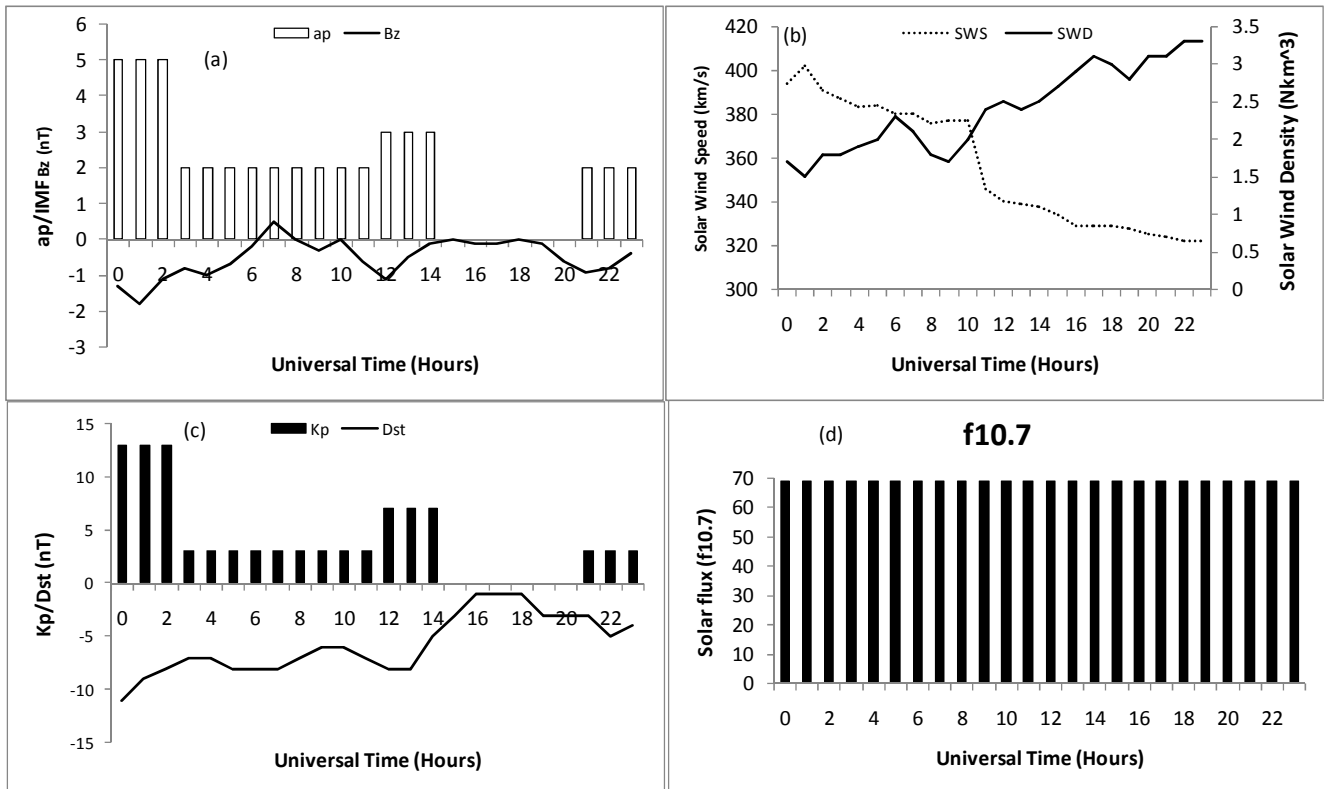 (a)
ap Bz
6
5
4
3
2
1
0
-1
-2
-3
ap/IMF Bz (nT)
0 2 4 6 8 10 12 14 16 18 20 22
Universal Time (Hours)
(b)
SWS SWD
420
400
380
360
340
320
300
Solar Wind Speed (km/s)
3.5
3
2.5
2
1.5
1
0.5
0
Solar Wind Density (Nkm^3)
0 2 4 6 8 10 12 14 16 18 20 22
Universal Time (Hours)
(c)
Kp Dst
15
10
5
0
-5
-10
-15
Kp/Dst (nT)
0 2 4 6 8 10 12 14 16 18 20 22
Universal Time (Hours)
(d)
f10.7
70
60
50
40
30
20
10
0
Solar flux (f10.7)
0 2 4 6 8 10 12 14 16 18 20 22
Universal Time (Hours)